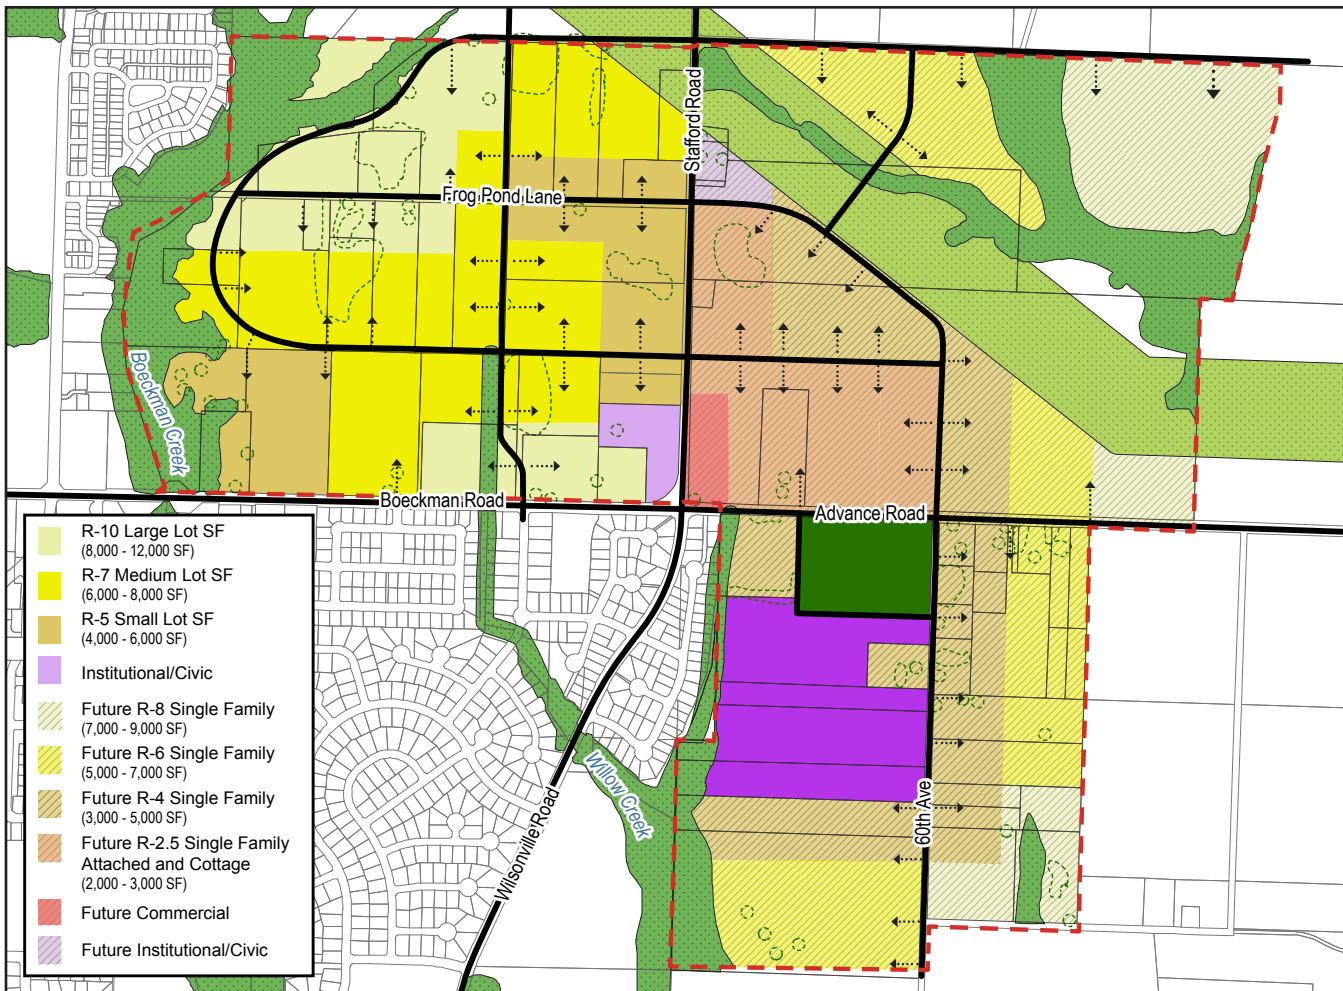 Stafford Road
Frog Pond Lane
Boeckman Creek
Boeckman Road
Advance Road
R-10 Large Lot SF
(8,000 - 12,000 SF)
R-7 Medium Lot SF
(6,000 - 8,000 SF)
R-5 Small Lot SF
(4,000 - 6,000 SF)
Institutional/Civic
Future R-8 Single Family
(7,000 - 9,000 SF)
Future R-6 Single Family
(5,000 - 7,000 SF)
Future R-4 Single Family
(3,000 - 5,000 SF)
Future R-2.5 Single Family
Attached and Cottage
(2,000 - 3,000 SF)
Future Commercial
Future Institutional/Civic
Willow Creek
Wilsonville Road
60th Ave